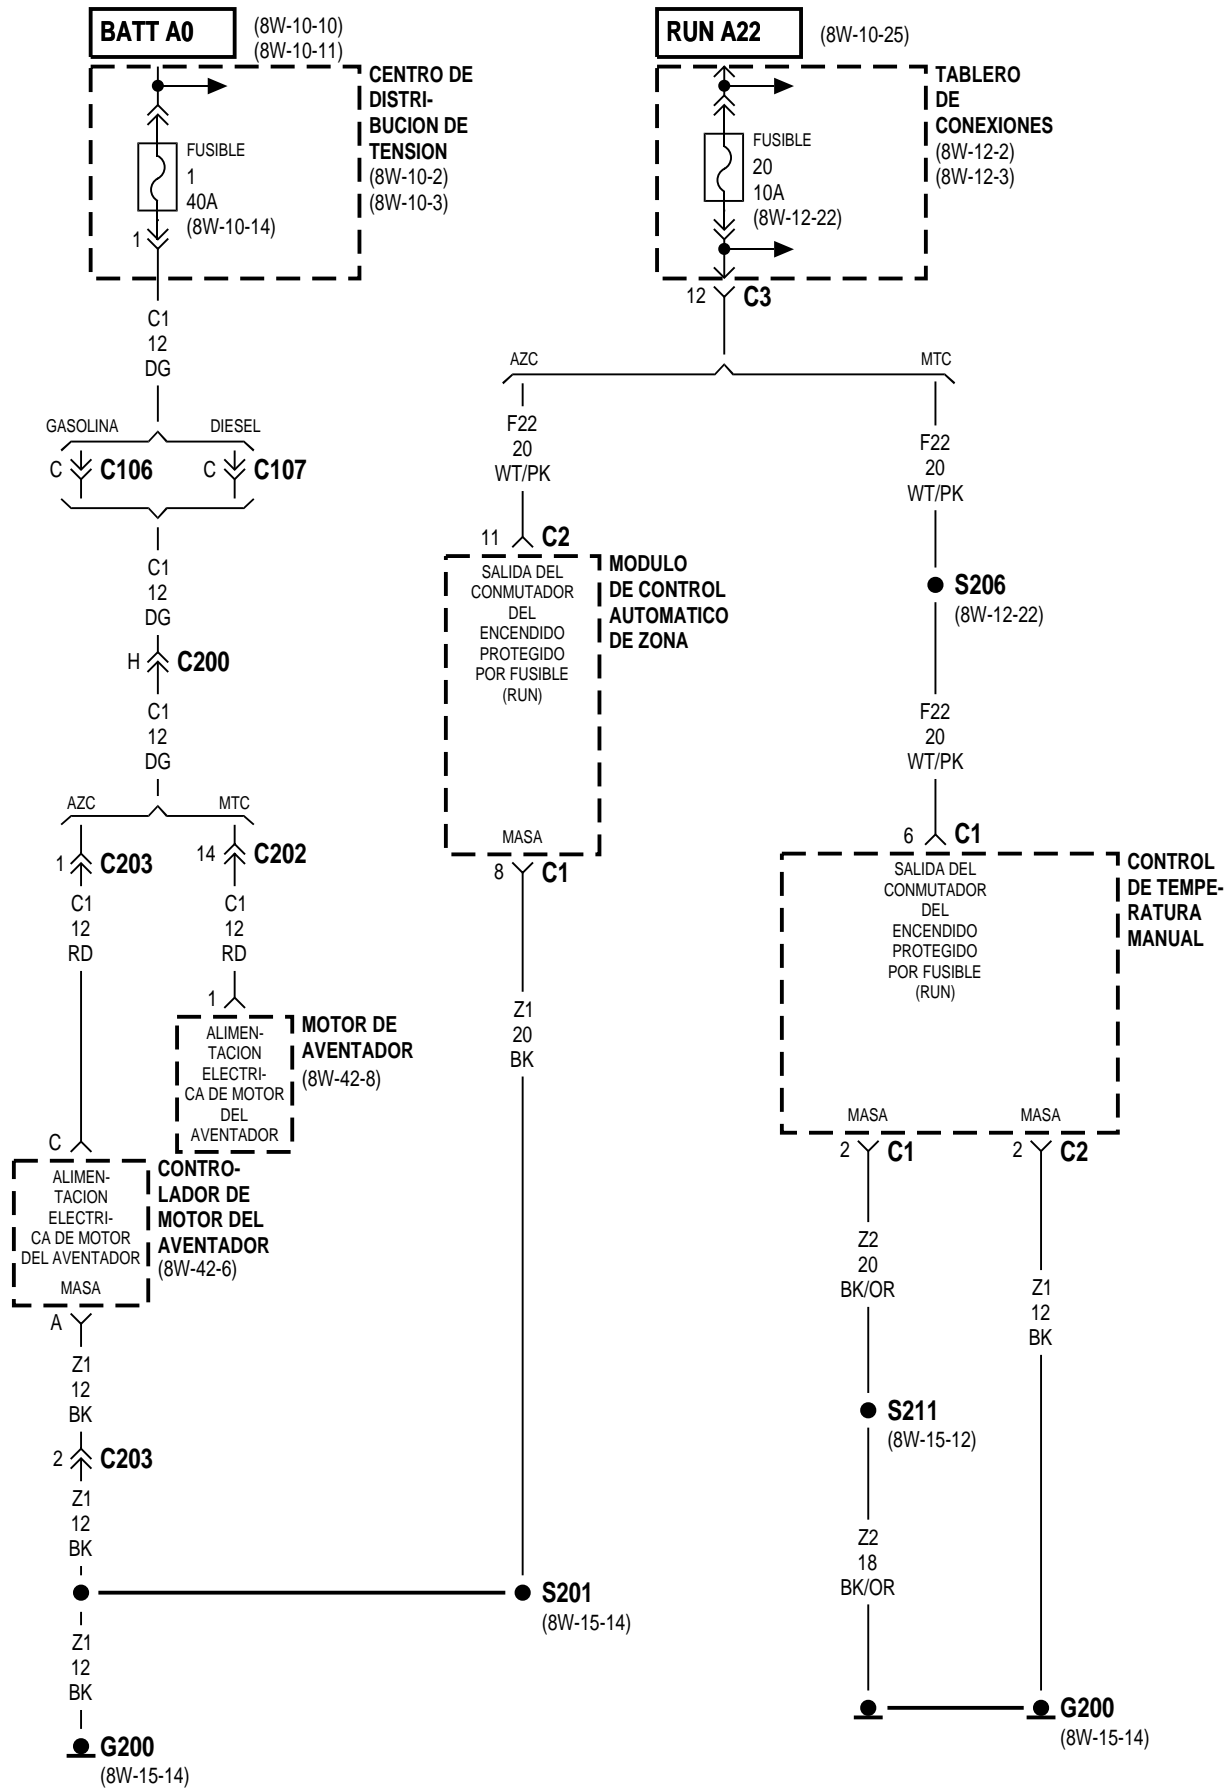 BATT A0
(8W-10-10)
(8W-10-11)
CENTRO DE
DISTRI-
BUCION DE
TENSION
(8W-10-2)
(8W-10-3)
FUSIBLE
1
40A
(8W-10-14)
1
C1
12
DG
GASOLINA
DIESEL
C
C106
C
C107
C1
12
DG
H
C200
C1
12
DG
AZC
MTC
1
C203
14
C202
C1
12
RD
C1
12
RD
1
MOTOR DE
AVENTADOR
(8W-42-8)
ALIMEN-
TACION
ELECTRI-
CA DE MOTOR
DEL
AVENTADOR
C
CONTRO-
LADOR DE
MOTOR DEL
AVENTADOR
(8W-42-6)
ALIMEN-
TACION
ELECTRI-
CA DE MOTOR
DEL AVENTADOR
MASA
A
Z1
12
BK
2
C203
Z1
12
BK
Z1
12
BK
G200
(8W-15-14)
RUN A22
(8W-10-25)
TABLERO
DE
CONEXIONES
(8W-12-2)
(8W-12-3)
FUSIBLE
20
10A
(8W-12-22)
12
C3
AZC
MTC
F22
20
WT/PK
11
C2
MODULO
DE CONTROL
AUTOMATICO
DE ZONA
SALIDA DEL
CONMUTADOR
DEL
ENCENDIDO
PROTEGIDO
POR FUSIBLE
(RUN)
MASA
8
C1
Z1
20
BK
S201
(8W-15-14)
F22
20
WT/PK
S206
(8W-12-22)
F22
20
WT/PK
6
C1
CONTROL
DE TEMPE-
RATURA
MANUAL
SALIDA DEL
CONMUTADOR
DEL
ENCENDIDO
PROTEGIDO
POR FUSIBLE
(RUN)
MASA
MASA
2
C1
2
C2
Z2
20
BK/OR
Z1
12
BK
S211
(8W-15-12)
Z2
18
BK/OR
G200
(8W-15-14)